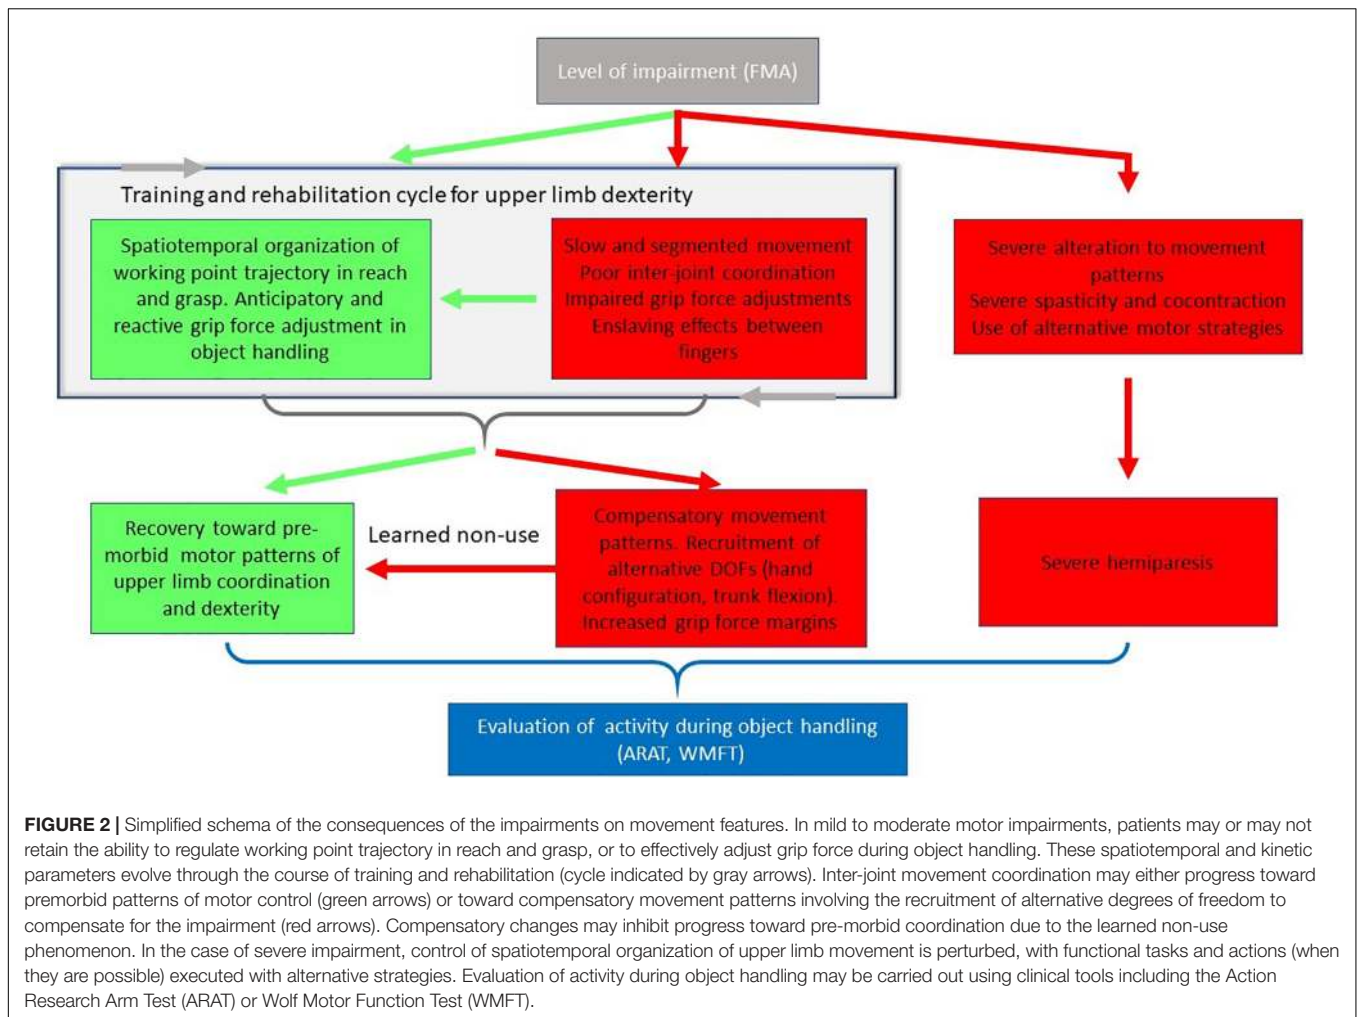 Level of impairment (FMA)
Training and rehabilitation cycle for upper limb dexterity
Spatiotemporal organization of
working point trajectory in reach
and grasp. Anticipatory and
reactive grip force adjustment in
object handling
Slow and segmented movement
Poor inter-joint coordination
Impaired grip force adjustments
Enslaving effects between
fingers
Severe alteration to movement
patterns
Severe spasticity and cocontraction
Use of alternative motor strategies
Recovery toward pre-
morbid motor patterns of
upper limb coordination
and dexterity
Learned non-use
Compensatory movement
patterns. Recruitment of
alternative DOFs (hand
configuration, trunk flexion).
Increased grip force margins
Severe hemiparesis
Evaluation of activity during object handling
(ARAT, WMFT)
FIGURE 2 | Simplified schema of the consequences of the impairments on movement features. In mild to moderate motor impairments, patients may or may not
retain the ability to regulate working point trajectory in reach and grasp, or to effectively adjust grip force during object handling. These spatiotemporal and kinetic
parameters evolve through the course of training and rehabilitation (cycle indicated by gray arrows). Inter-joint movement coordination may either progress toward
premorbid patterns of motor control (green arrows) or toward compensatory movement patterns involving the recruitment of alternative degrees of freedom to
compensate for the impairment (red arrows). Compensatory changes may inhibit progress toward pre-morbid coordination due to the learned non-use
phenomenon. In the case of severe impairment, control of spatiotemporal organization of upper limb movement is perturbed, with functional tasks and actions (when
they are possible) executed with alternative strategies. Evaluation of activity during object handling may be carried out using clinical tools including the Action
Research Arm Test (ARAT) or Wolf Motor Function Test (WMFT).